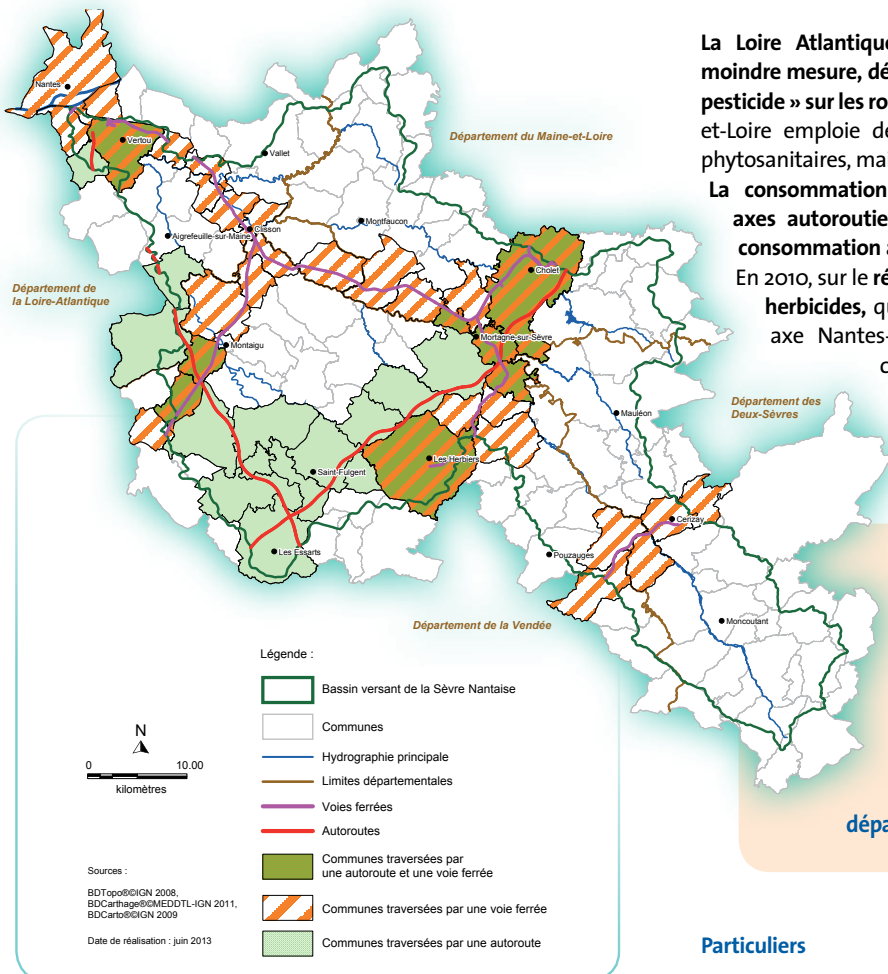 La Loire Atlantique
moindre mesure, dé
pesticide » sur les ro
et-Loire emploie de
phytosanitaires, ma
La consommation
axes autoroutie
consommation a
En 2010, sur le ré
herbicides, qu
axe Nantes-
c
Nantes
Vertou
Vallet
Département du Maine-et-Loire
Montfaucon
Clisson
Aigrefeuille-sur-Maine
Cholet
Département de
la Loire-Atlantique
Mortagne-sur-Sèvre
Montaigu
Mauléon
Département des
Deux-Sèvres
Les Herbiers
Saint-Fulgent
Cerizay
Les Essarts
Pouzauges
Moncoutant
Département de la Vendée
Légende :
Bassin versant de la Sèvre Nantaise
Communes
Hydrographie principale
Limites départementales
Voies ferrées
Autoroutes
Communes traversées par
une autoroute et une voie ferrée
Communes traversées par une voie ferrée
Communes traversées par une autoroute
N
0 10.00
kilomètres
Sources :
BDTopo®©IGN 2008,
BDCarthage®©MEDDTL-IGN 2011,
BDCarto®©IGN 2009
Date de réalisation : juin 2013
dépa
Particuliers